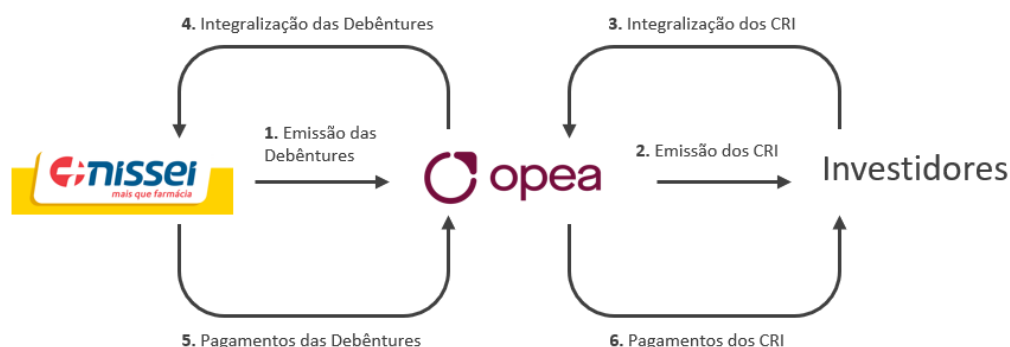 4. Integralização das Debêntures
3. Integralização dos CRI
1. Emissão das
Debêntures
2. Emissão dos CRI
nissei
mais que farmácia
opea
Investidores
5. Pagamentos das Debêntures
6. Pagamentos dos CRI